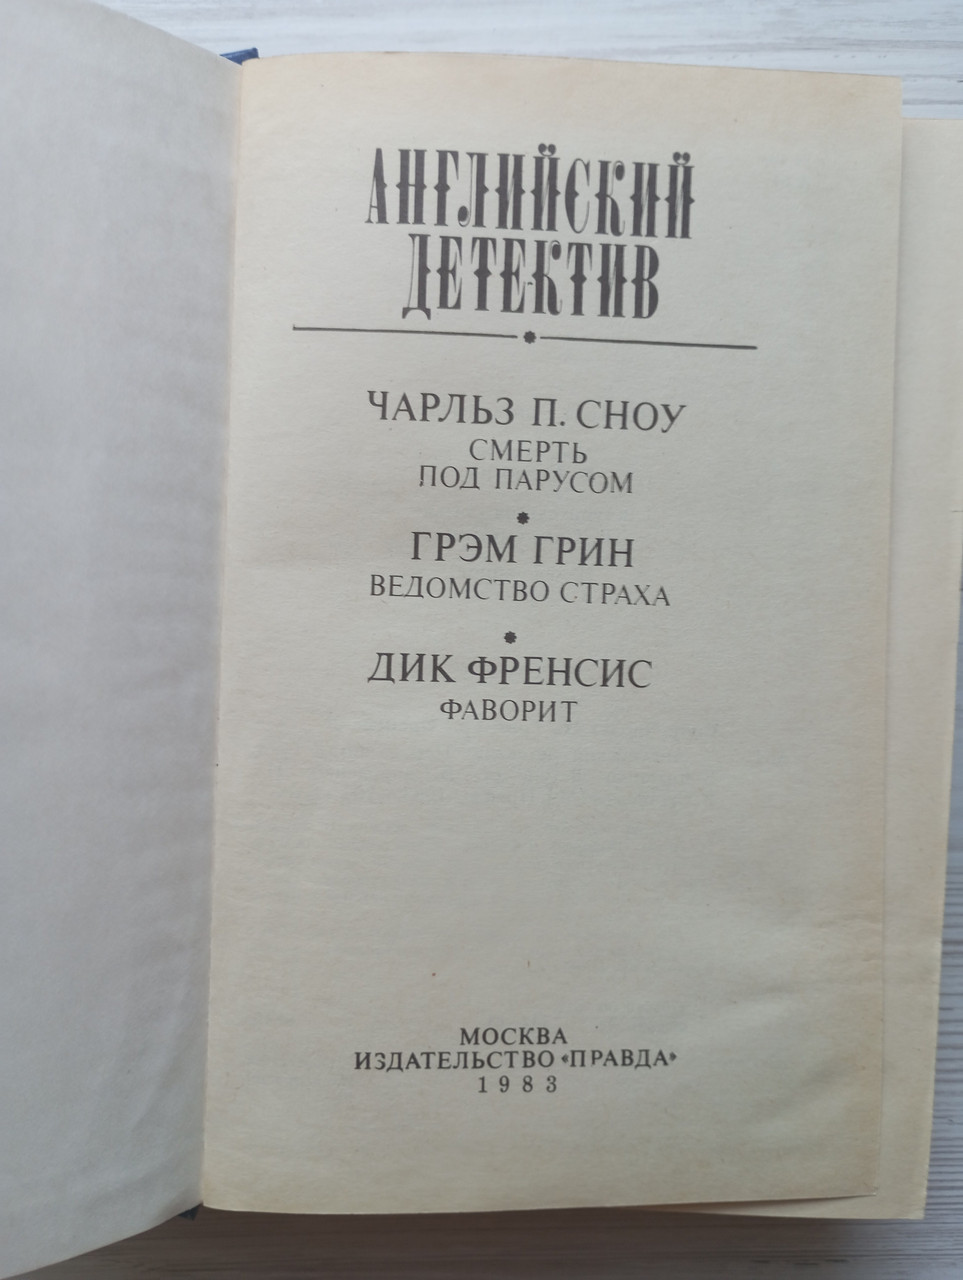 АНГЛИЙСКИЙ
ДЕТЕКТИВ
ЧАРЛЬЗ П. СНОУ
СМЕРТЬ
ПОД ПАРУСОМ
ГРЭМ ГРИН
ВЕДОМСТВО СТРАХА
ДИК ФРЕНСИС
ФАВОРИТ
МОСКВА
ИЗДАТЕЛЬСТВО «ПРАВДА»
1983